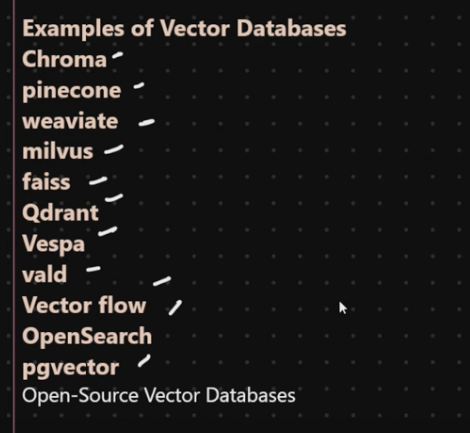 Examples of Vector Databases
Chroma
pinecone
weaviate
milvus
faiss
Qdrant
Vespa
vald
Vector flow
OpenSearch
pgvector
Open-Source Vector Databases